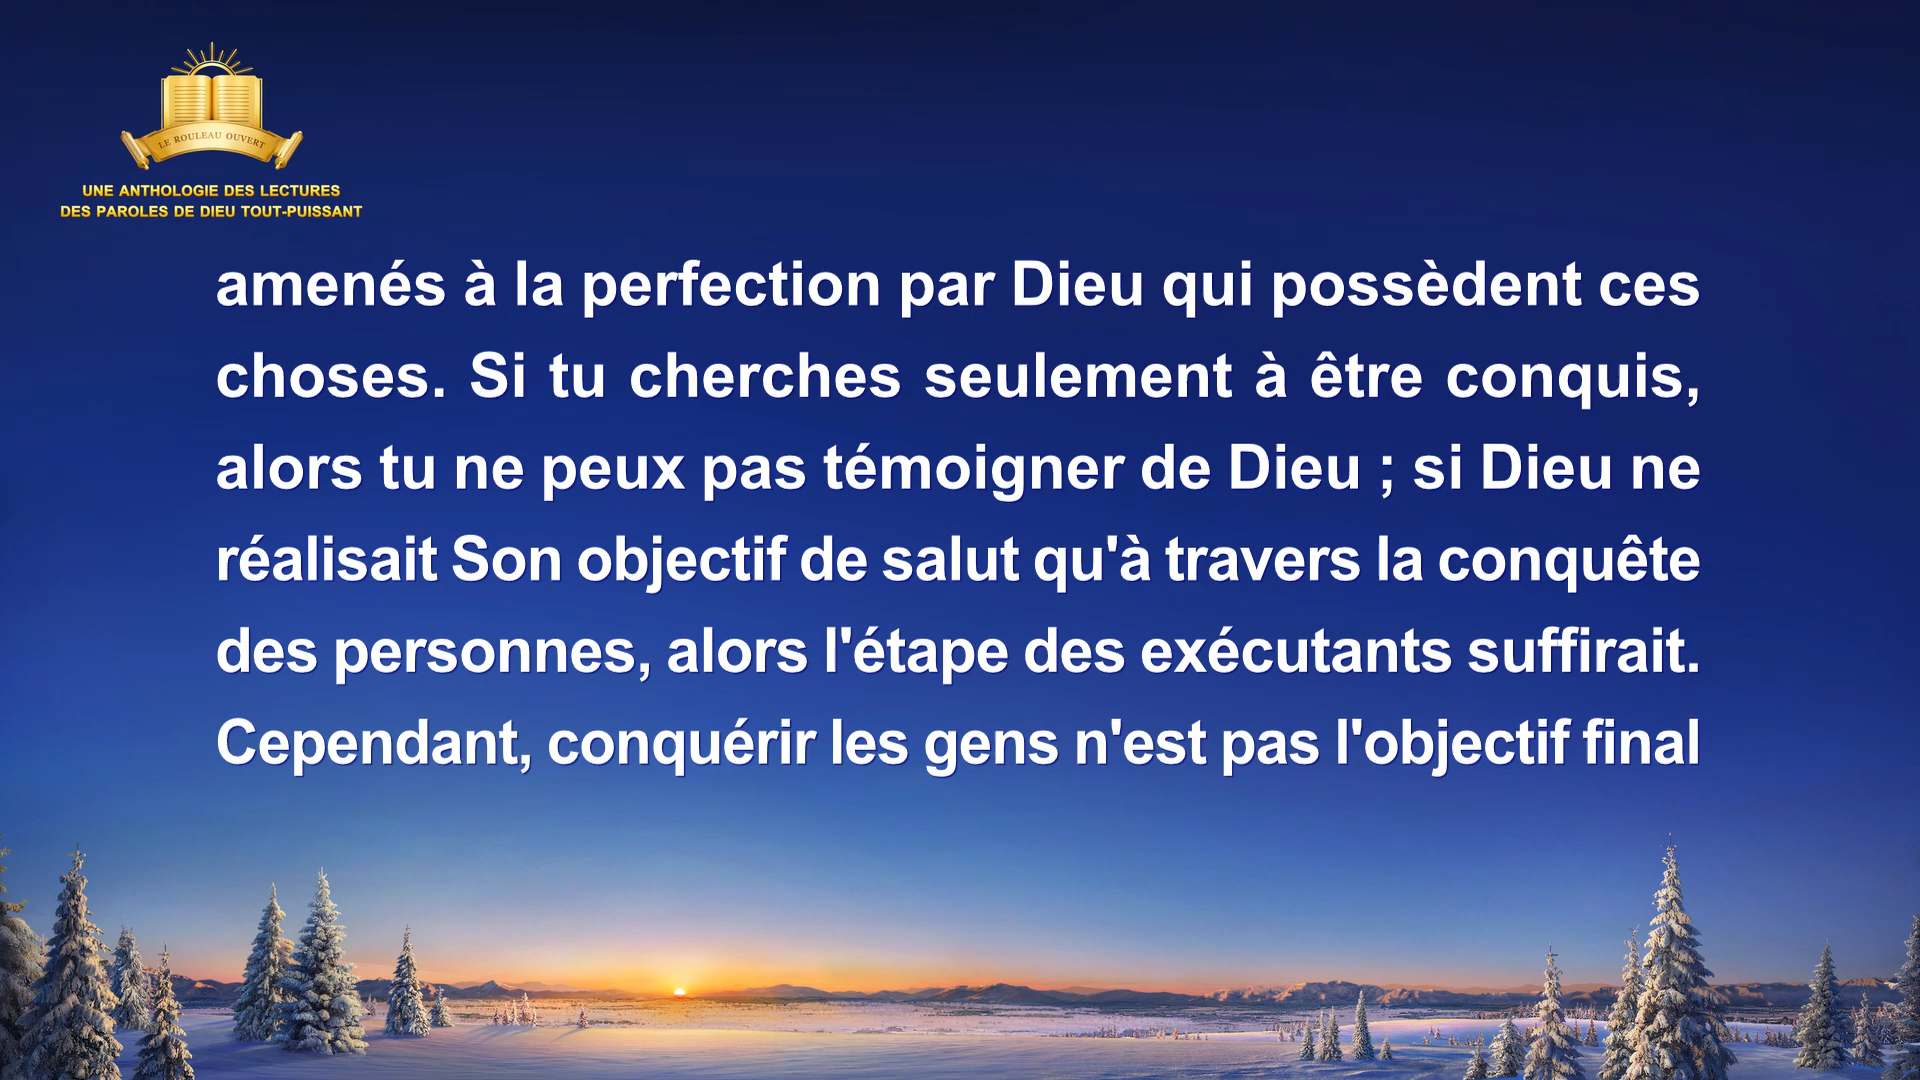 LE ROULEAU OUVERT
UNE ANTHOLOGIE DES LECTURES
DES PAROLES DE DIEU TOUT-PUISSANT
amenés à la perfection par Dieu qui possèdent ces
choses. Si tu cherches seulement à être conquis,
alors tu ne peux pas témoigner de Dieu ; si Dieu ne
réalisait Son objectif de salut qu'à travers la conquête
des personnes, alors l'étape des exécutants suffirait.
Cependant, conquérir les gens n'est pas l'objectif final